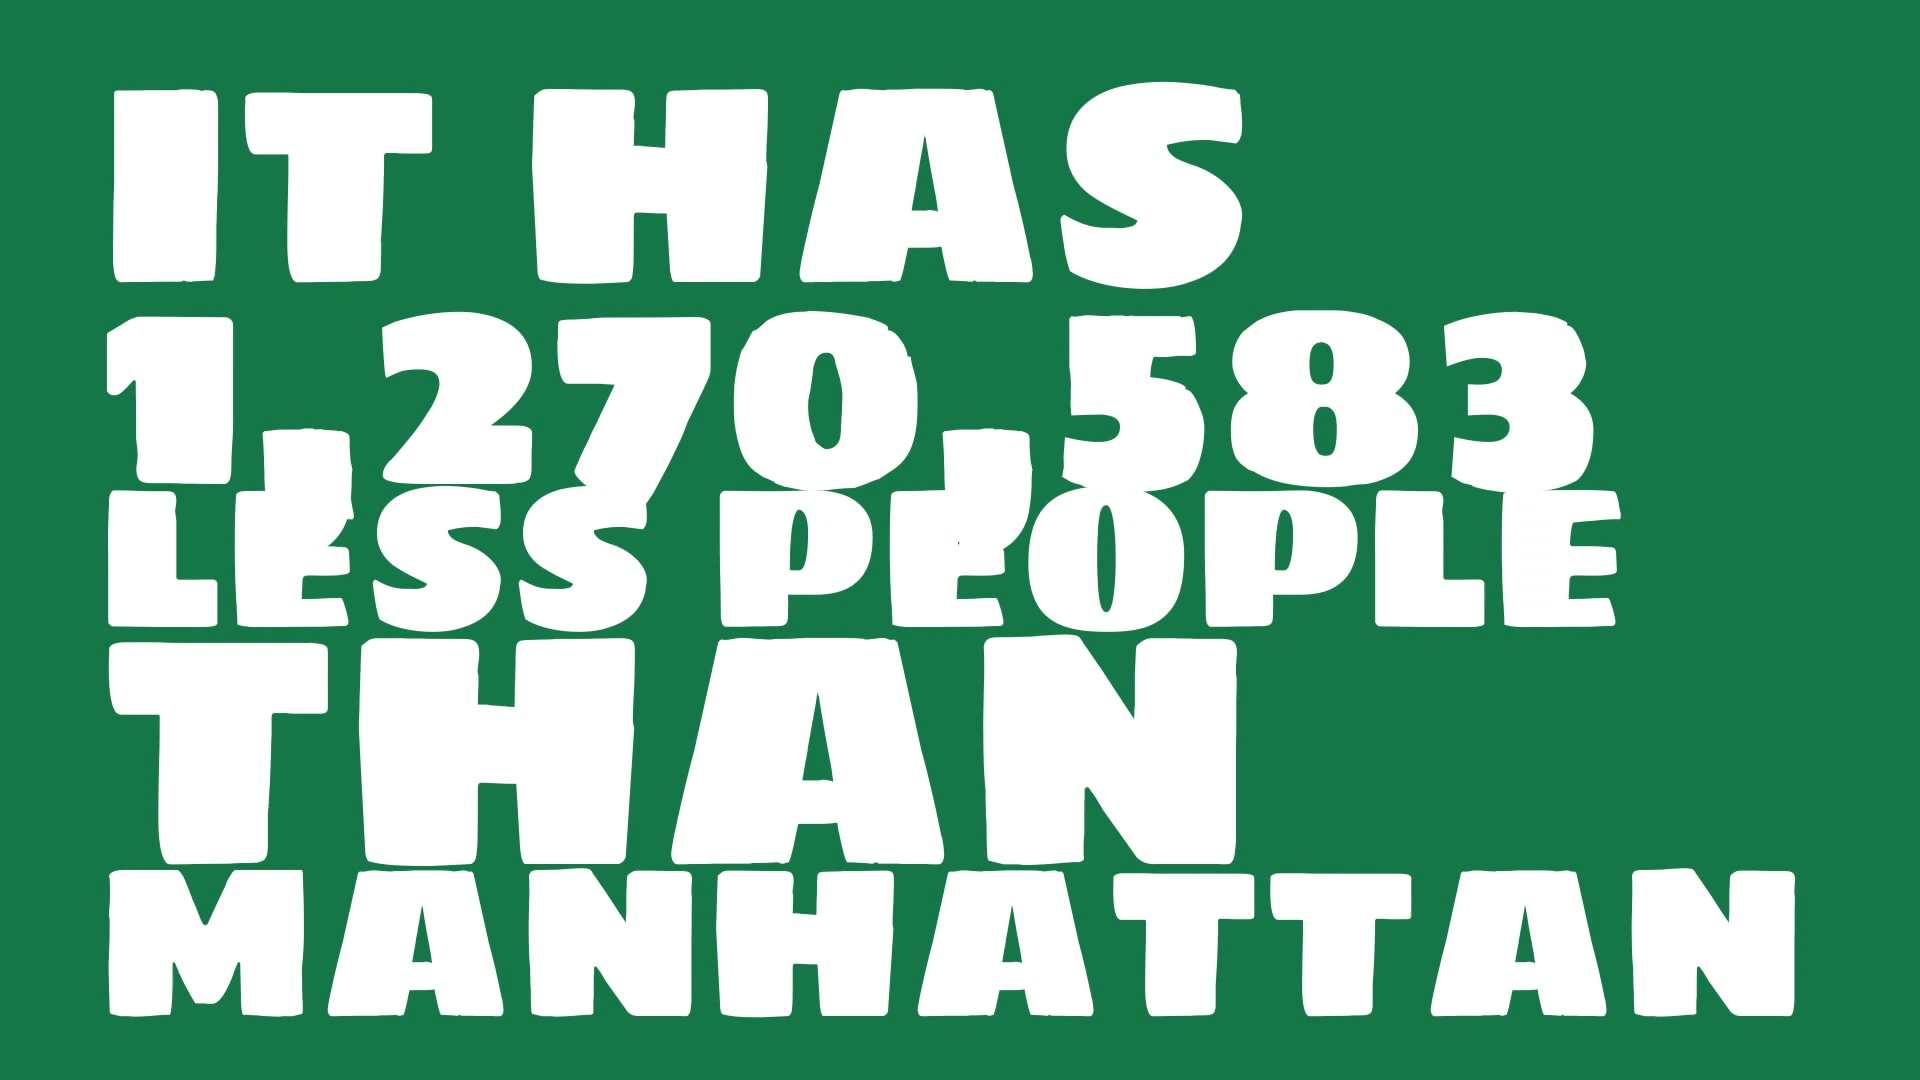 IT HAS
1,270,583
LESS PEOPLE
THAN
MANHATTAN